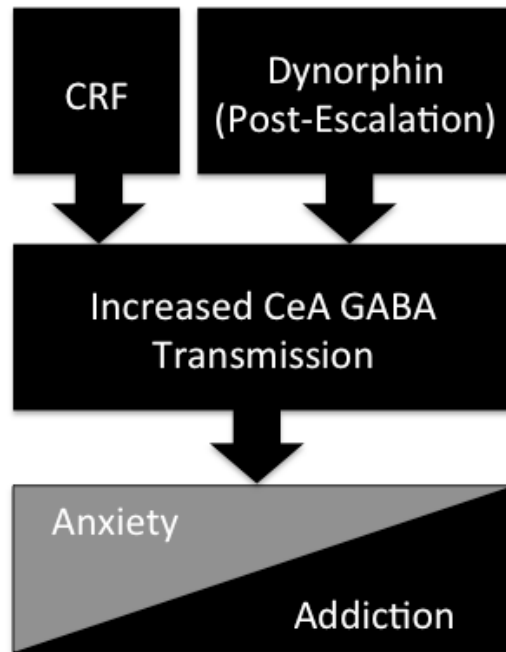 CRF
Dynorphin
(Post-Escalation)
Increased CeA GABA
Transmission
Anxiety
Addiction